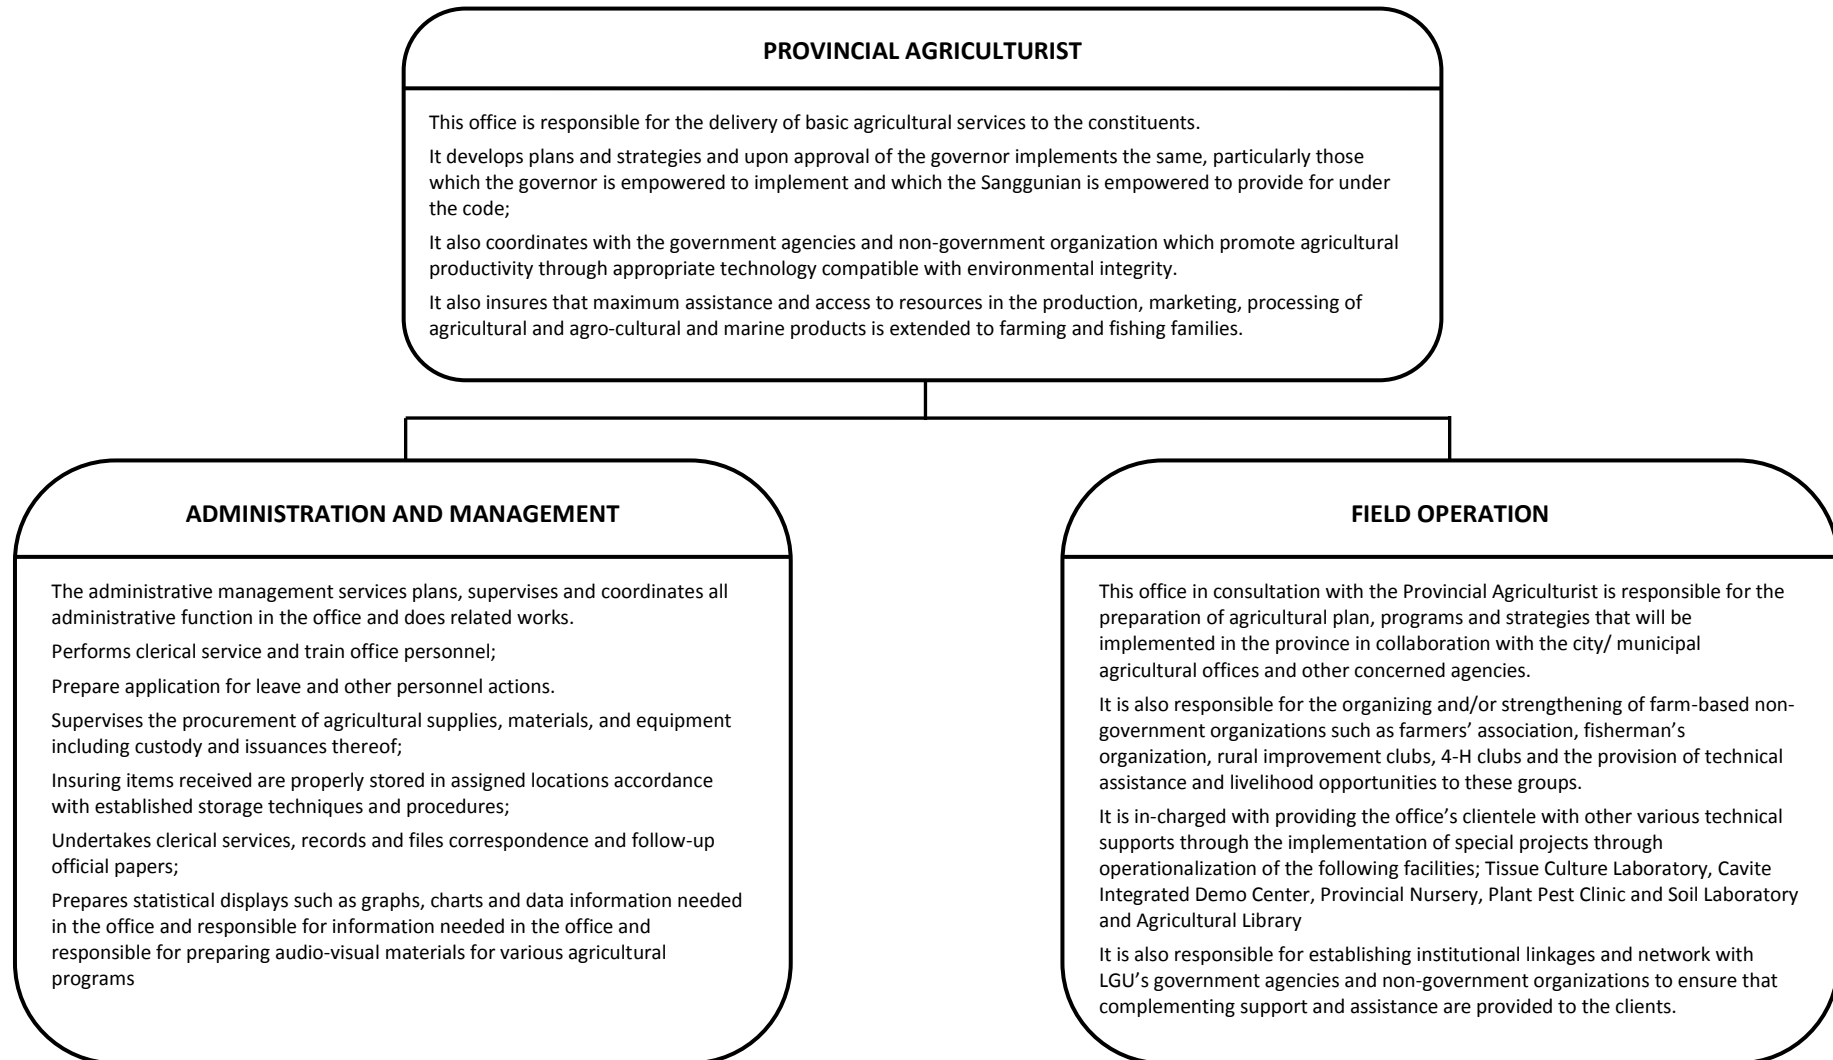 PROVINCIAL AGRICULTURIST
This office is responsible for the delivery of basic agricultural services to the constituents.
It develops plans and strategies and upon approval of the governor implements the same, particularly those
which the governor is empowered to implement and which the Sanggunian is empowered to provide for under
the code;
It also coordinates with the government agencies and non-government organization which promote agricultural
productivity through appropriate technology compatible with environmental integrity.
It also insures that maximum assistance and access to resources in the production, marketing, processing of
agricultural and agro-cultural and marine products is extended to farming and fishing families.
ADMINISTRATION AND MANAGEMENT
The administrative management services plans, supervises and coordinates all
administrative function in the office and does related works.
Performs clerical service and train office personnel;
Prepare application for leave and other personnel actions.
Supervises the procurement of agricultural supplies, materials, and equipment
including custody and issuances thereof;
Insuring items received are properly stored in assigned locations accordance
with established storage techniques and procedures;
Undertakes clerical services, records and files correspondence and follow-up
official papers;
Prepares statistical displays such as graphs, charts and data information needed
in the office and responsible for information needed in the office and
responsible for preparing audio-visual materials for various agricultural
programs
FIELD OPERATION
This office in consultation with the Provincial Agriculturist is responsible for the
preparation of agricultural plan, programs and strategies that will be
implemented in the province in collaboration with the city/ municipal
agricultural offices and other concerned agencies.
It is also responsible for the organizing and/or strengthening of farm-based non-
government organizations such as farmers’ association, fisherman’s
organization, rural improvement clubs, 4-H clubs and the provision of technical
assistance and livelihood opportunities to these groups.
It is in-charged with providing the office’s clientele with other various technical
supports through the implementation of special projects through
operationalization of the following facilities; Tissue Culture Laboratory, Cavite
Integrated Demo Center, Provincial Nursery, Plant Pest Clinic and Soil Laboratory
and Agricultural Library
It is also responsible for establishing institutional linkages and network with
LGU’s government agencies and non-government organizations to ensure that
complementing support and assistance are provided to the clients.